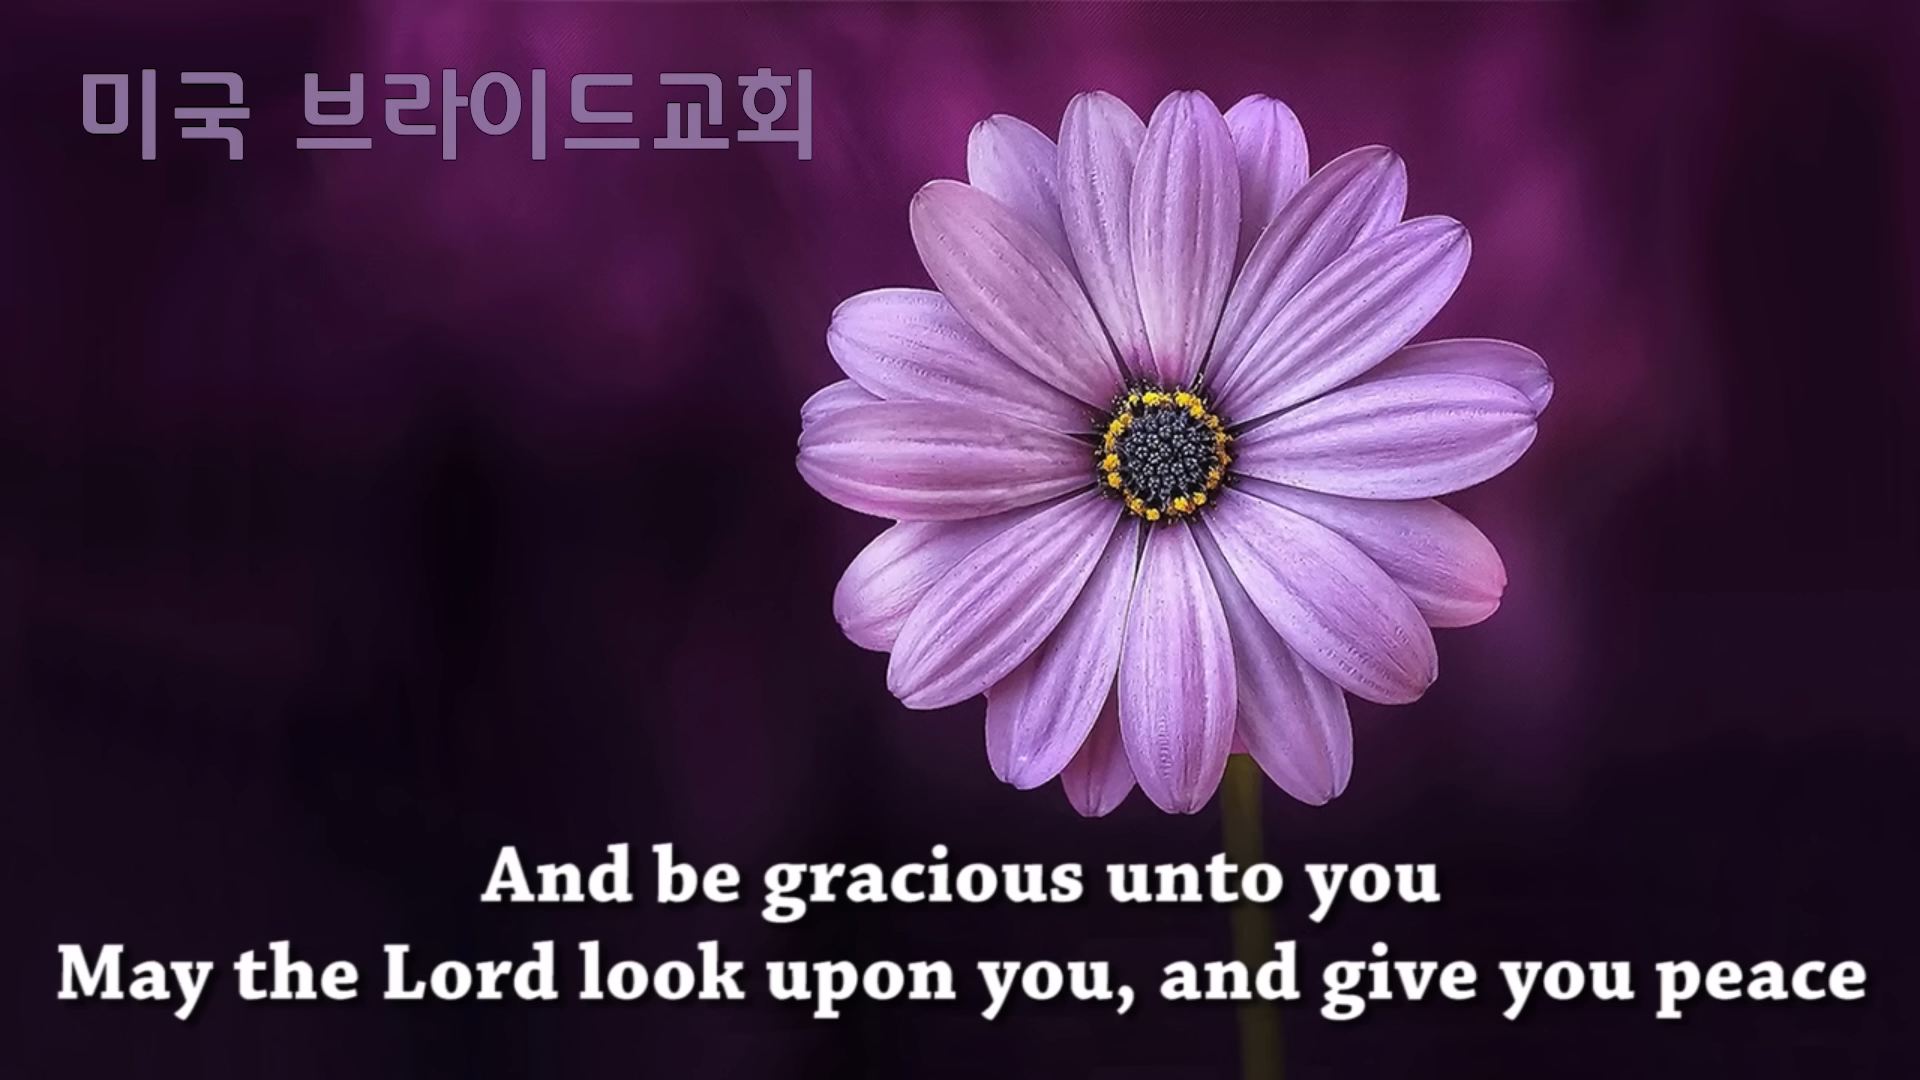 미국 브라이드교회
And be gracious unto you
May the Lord look upon you, and give you peace